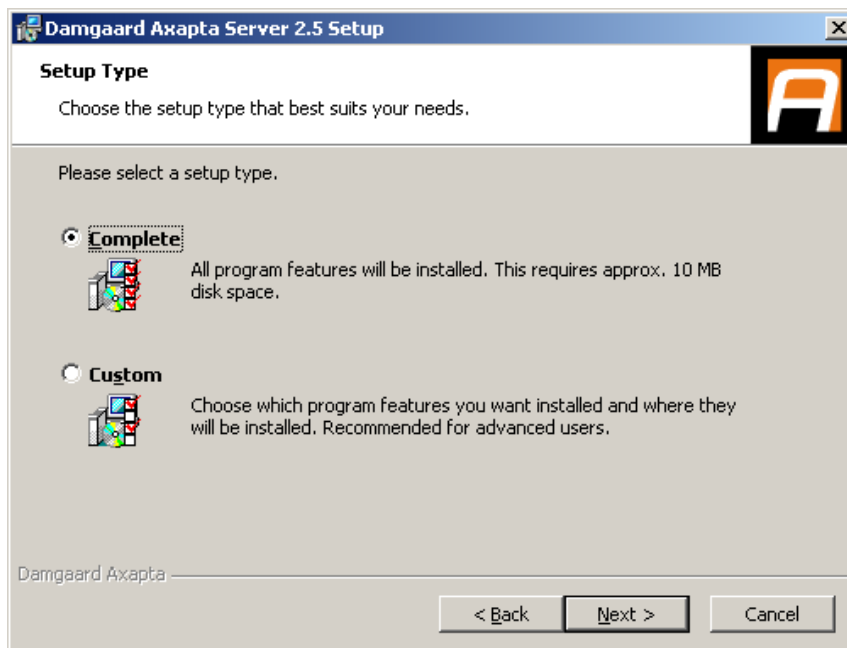 Damgaard Axapta Server 2.5 Setup
Setup Type
Choose the setup type that best suits your needs.
Please select a setup type.
Complete
All program features will be installed. This requires approx. 10 MB
disk space.
Custom
Choose which program features you want installed and where they
will be installed. Recommended for advanced users.
Damgaard Axapta
< Back Next > Cancel